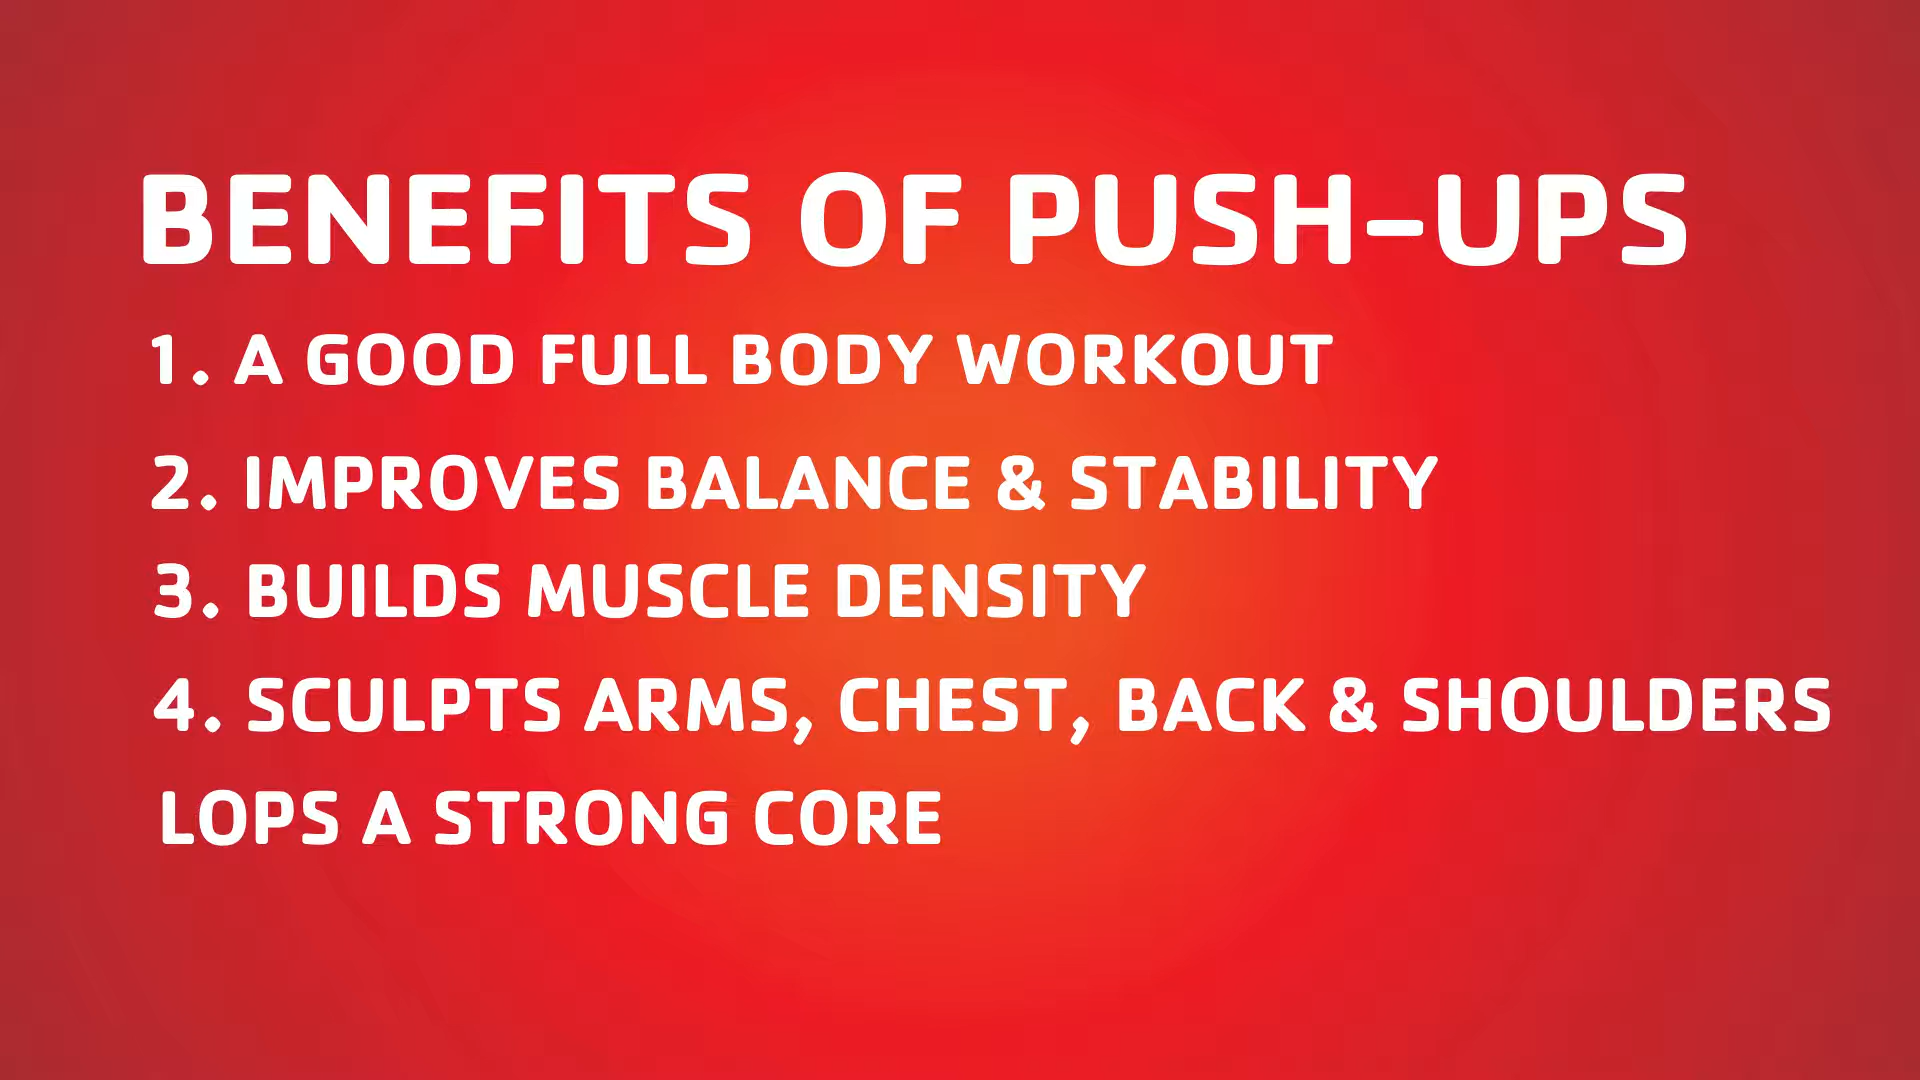 BENEFITS OF PUSH-UPS
1. A GOOD FULL BODY WORKOUT
2. IMPROVES BALANCE & STABILITY
3. BUILDS MUSCLE DENSITY
4. SCULPTS ARMS, CHEST, BACK & SHOULDERS
LOPS A STRONG CORE